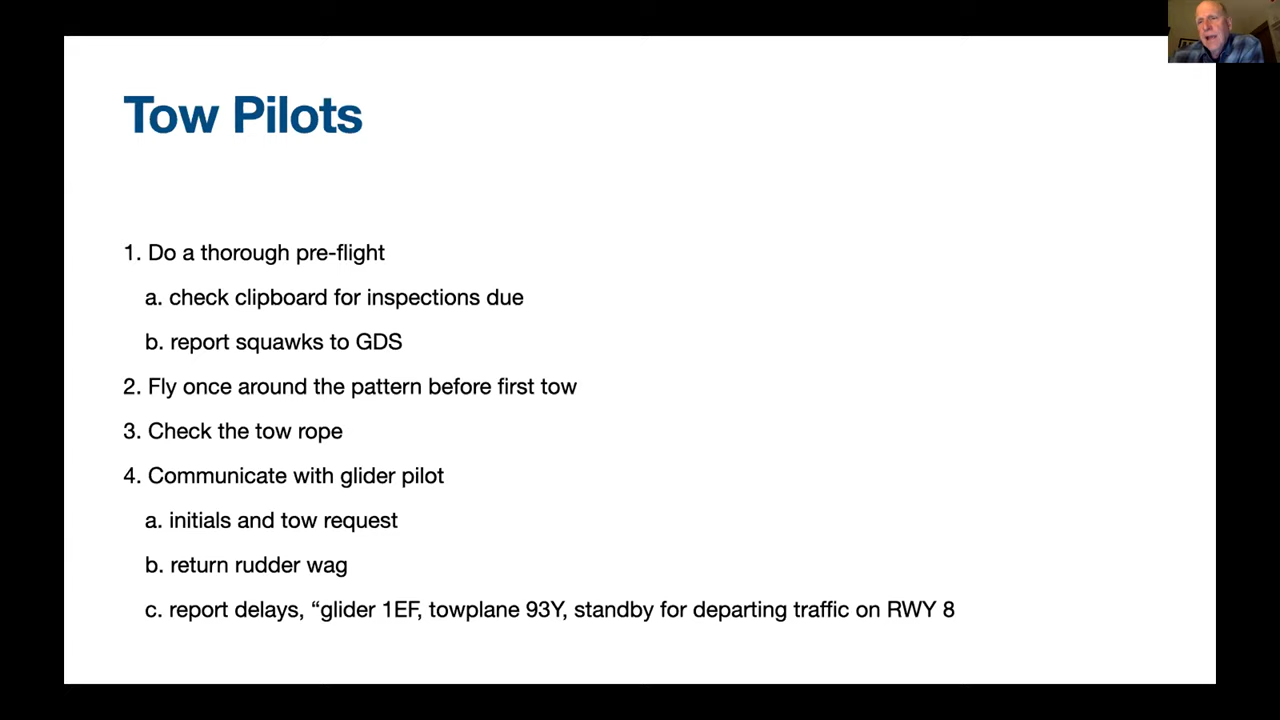 Tow Pilots
1. Do a thorough pre-flight
a. check clipboard for inspections due
b. report squawks to GDS
2. Fly once around the pattern before first tow
3. Check the tow rope
4. Communicate with glider pilot
a. initials and tow request
b. return rudder wag
c. report delays, “glider 1EF, towplane 93Y, standby for departing traffic on RWY 8